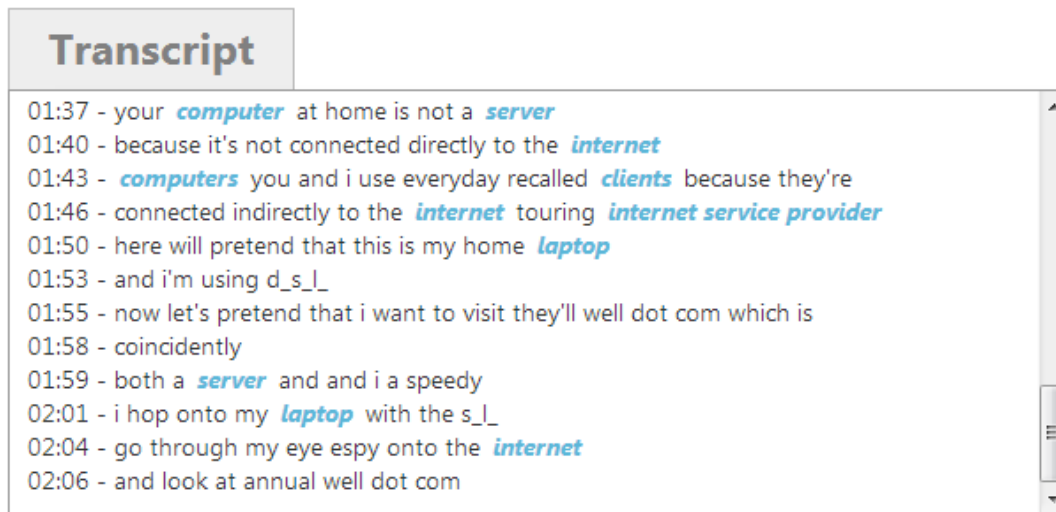 Transcript
01:37 - your computer at home is not a server
01:40 - because it's not connected directly to the internet
01:43 - computers you and i use everyday recalled clients because they're
01:46 - connected indirectly to the internet touring internet service provider
01:50 - here will pretend that this is my home laptop
01:53 - and i'm using d_s_l_
01:55 - now let's pretend that i want to visit they'll well dot com which is
01:58 - coincidently
01:59 - both a server and and i a speedy
02:01 - i hop onto my laptop with the s_l_
02:04 - go through my eye espy onto the internet
02:06 - and look at annual well dot com